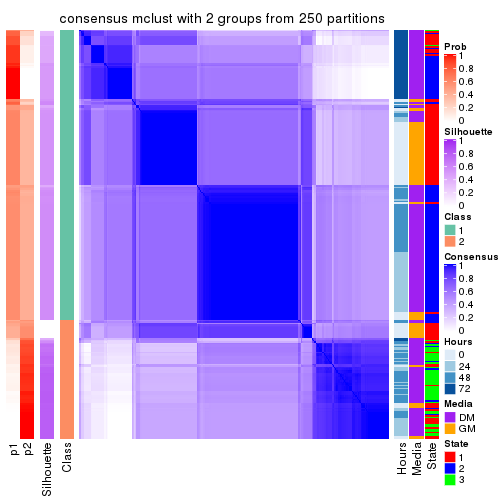 consensus mclust with 2 groups from 250 partitions
Prob
1
0.8
0.6
0.4
0.2
0
Silhouette
1
0.8
0.6
0.4
0.2
0
Class
1
2
Consensus
1
0.8
0.6
0.4
0.2
0
Hours
0
24
48
72
Media
DM
GM
State
1
2
3
p1
p2
Silhouette
Class
Hours
Media
State